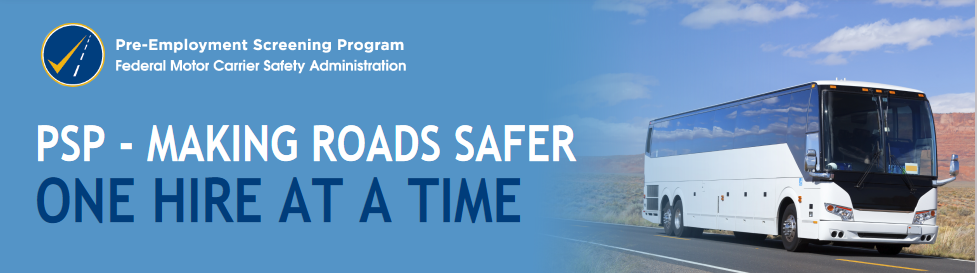 Pre-Employment Screening Program
Federal Motor Carrier Safety Administration
PSP - MAKING ROADS SAFER
ONE HIRE AT A TIME